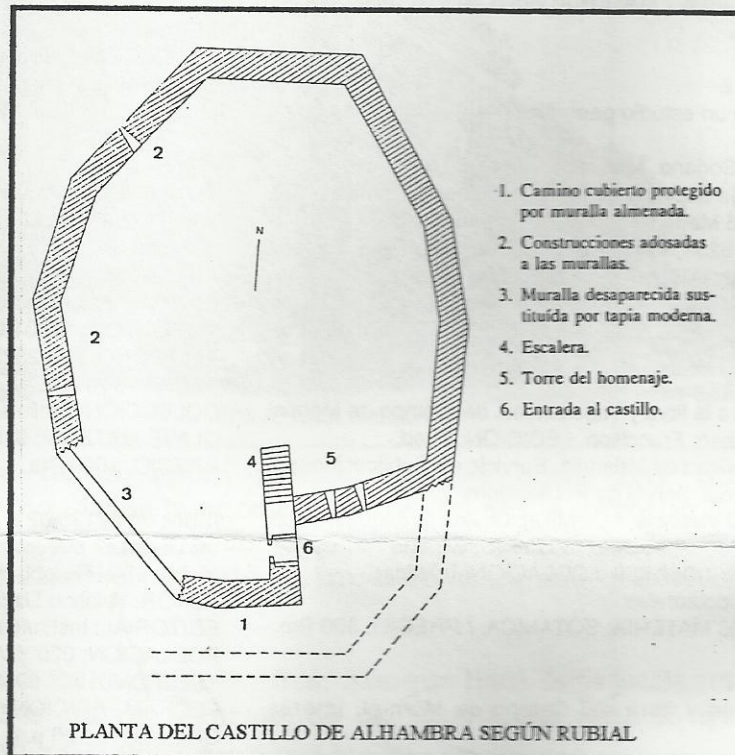 2
N
2
4
5
3
6
1
1. Camino cubierto protegido
por muralla almenada.
2. Construcciones adosadas
a las murallas.
3. Muralla desaparecida sus-
tituída por tapia moderna.
4. Escalera.
5. Torre del homenaje.
6. Entrada al castillo.
PLANTA DEL CASTILLO DE ALHAMBRA SEGÚN RUBIAL